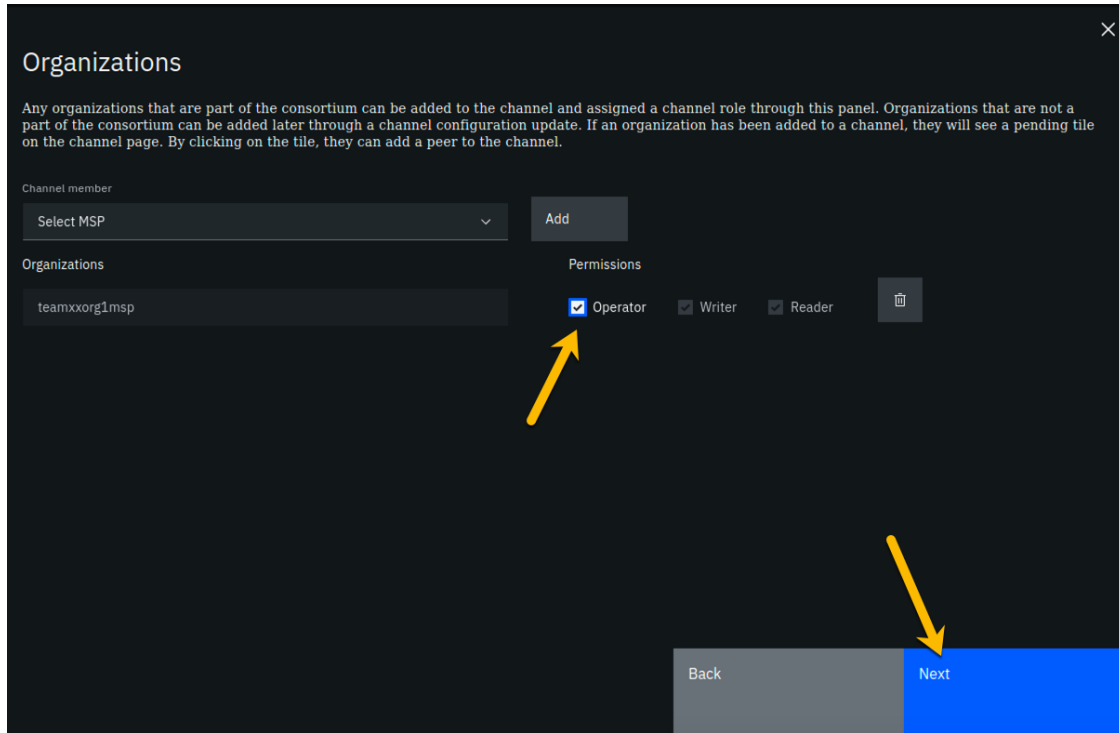 Organizations
Any organizations that are part of the consortium can be added to the channel and assigned a channel role through this panel. Organizations that are not a
part of the consortium can be added later through a channel configuration update. If an organization has been added to a channel, they will see a pending tile
on the channel page. By clicking on the tile, they can add a peer to the channel.
Channel member
Select MSP
Add
Organizations
Permissions
teamxxorg1msp
Operator
Writer
Reader
Back
Next